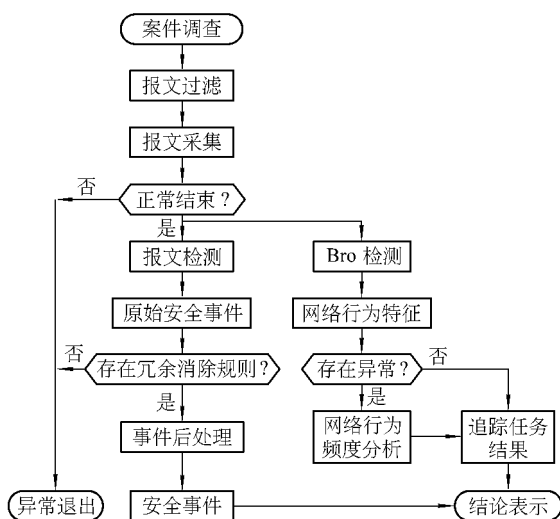 案件调查
报文过滤
报文采集
否
正常结束?
是
报文检测
Bro 检测
原始安全事件
网络行为特征
否
存在冗余消除规则?
存在异常?
否
是
是
事件后处理
网络行为
频度分析
追踪任务
结果
异常退出
安全事件
结论表示